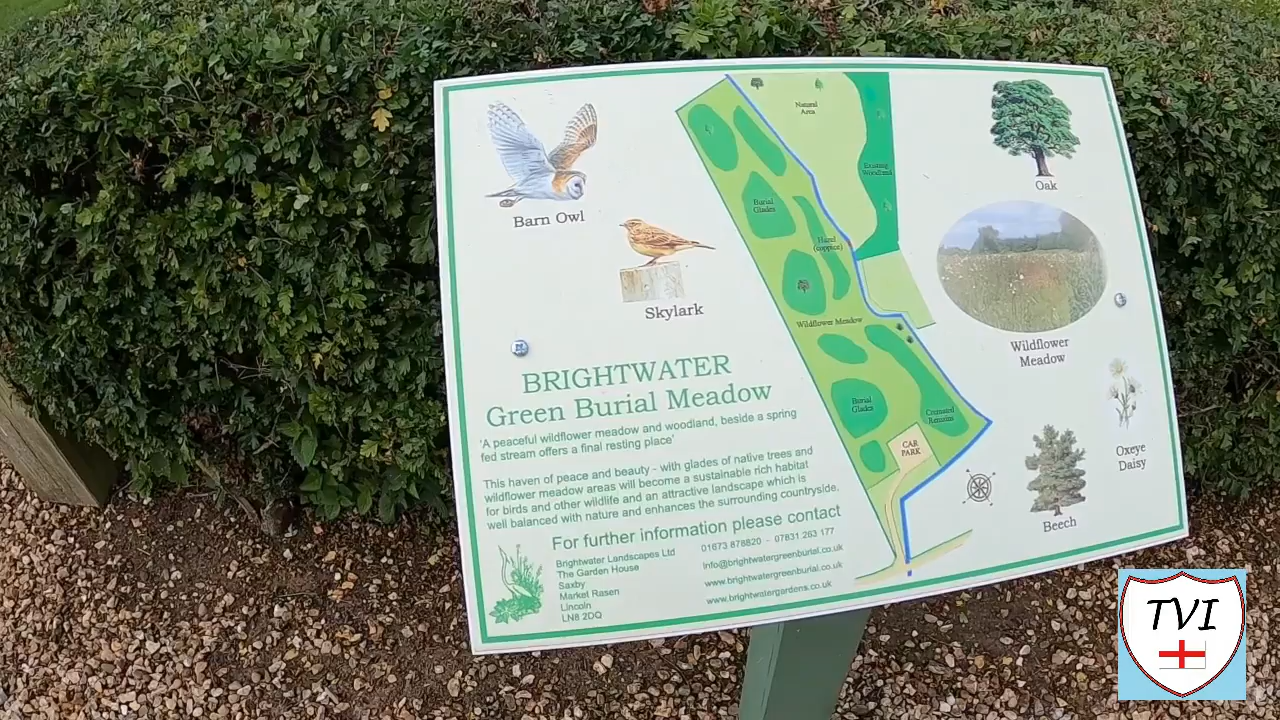 Barn Owl
Skylark
BRIGHTWATER
Green Burial Meadow
'A peaceful wildflower meadow and woodland, beside a spring
fed stream offers a final resting place'
This haven of peace and beauty - with glades of native trees and
wildflower meadow areas will become a sustainable rich habitat
for birds and other wildlife and an attractive landscape which is
well balanced with nature and enhances the surrounding countryside.
For further information please contact
Brightwater Landscapes Ltd
The Garden House
Saxby
Market Rasen
Lincoln
LN8 2DQ
01673 878820 - 07831 263 177
info@brightwatergreenburial.co.uk
www.brightwatergreenburial.co.uk
www.brightwatergardens.co.uk
Natural
Area
Existing
Woodland
Burial
Glades
Hazel
(coppice)
Wildflower Meadow
Burial
Glades
Cremated
Remains
CAR
PARK
Oak
Wildflower
Meadow
Oxeye
Daisy
Beech
TVI